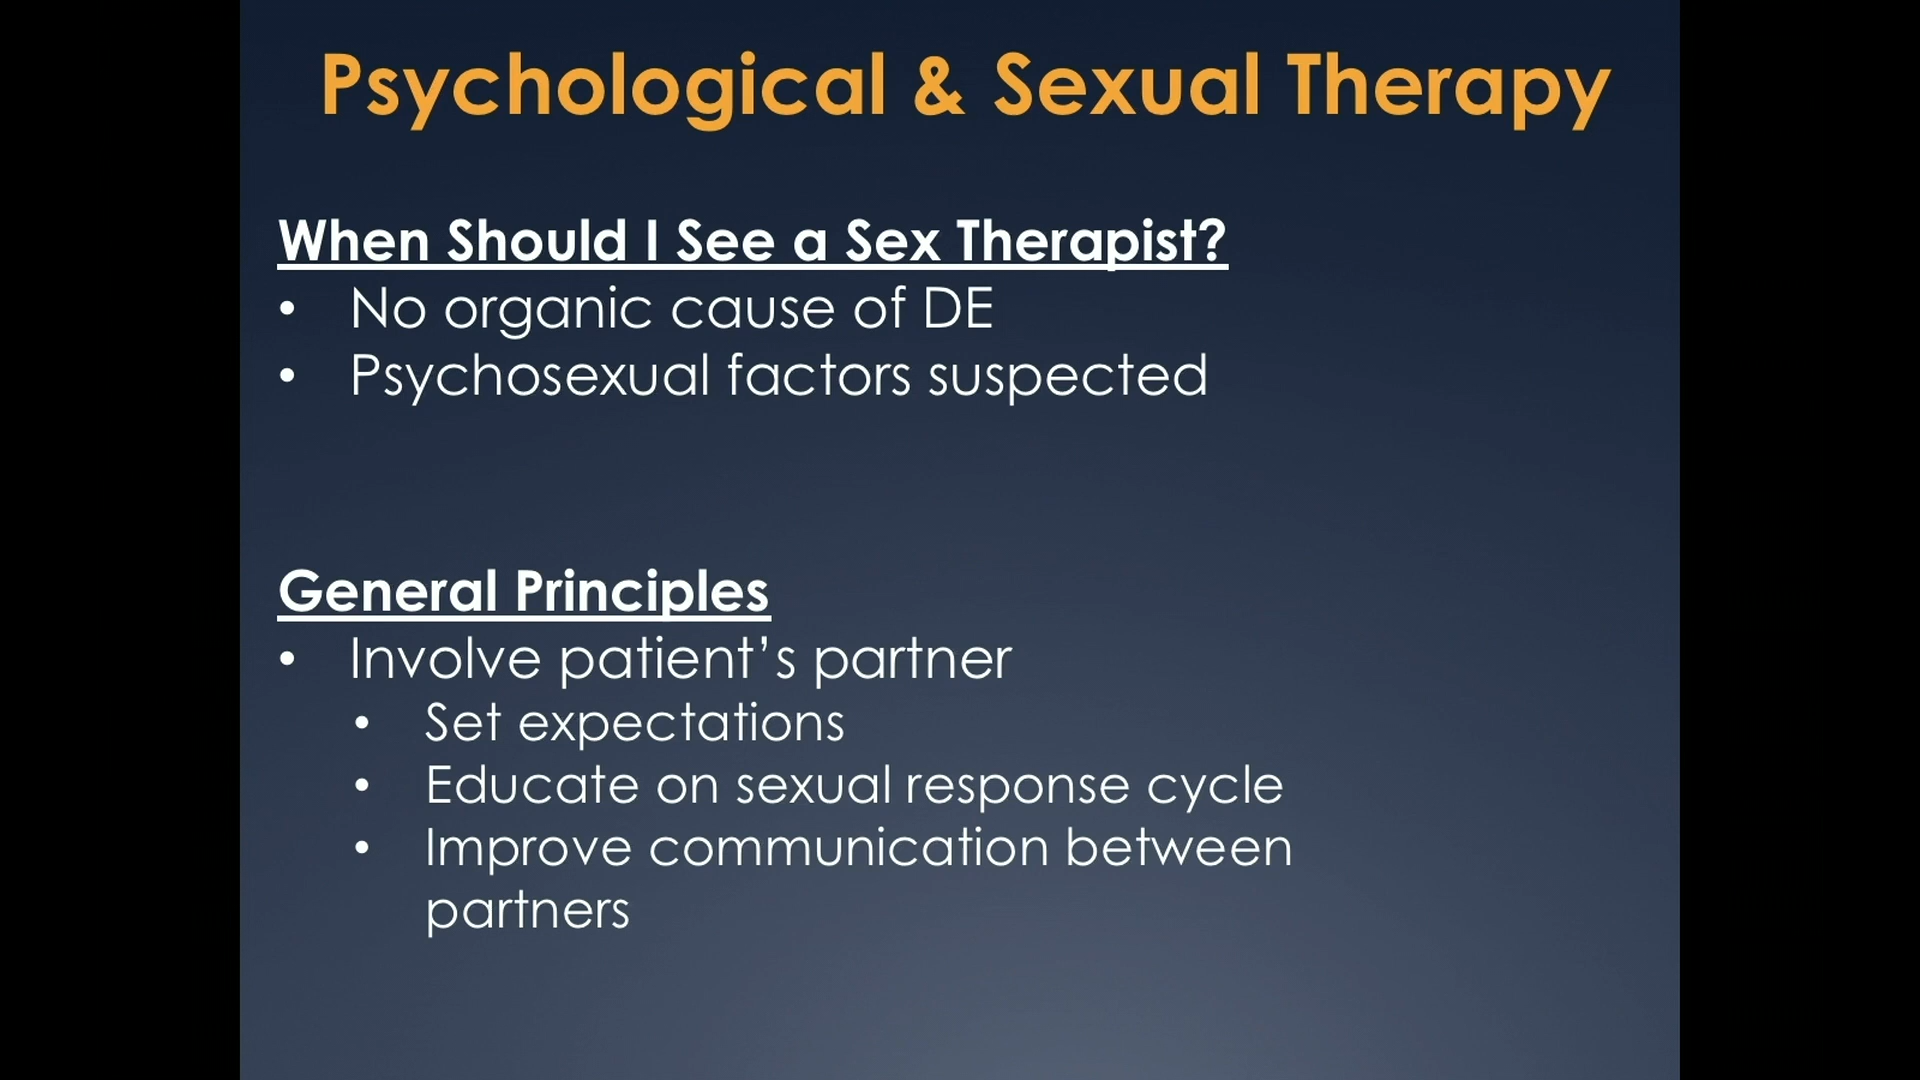 Psychological & Sexual Therapy
When Should I See a Sex Therapist?
• No organic cause of DE
• Psychosexual factors suspected
General Principles
• Involve patient’s partner
• Set expectations
• Educate on sexual response cycle
• Improve communication between
partners